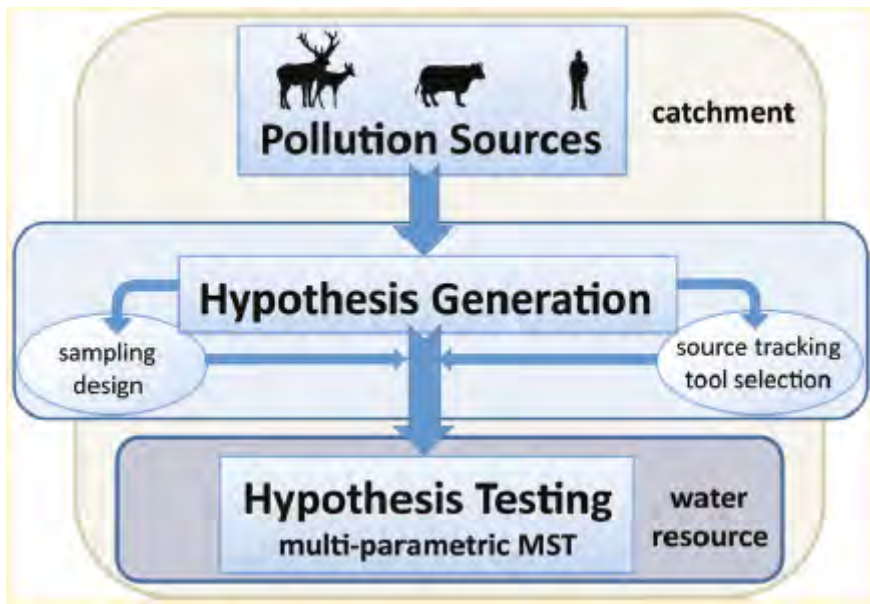 Pollution Sources
catchment
Hypothesis Generation
sampling
design
source tracking
tool selection
Hypothesis Testing
multi-parametric MST
water
resource